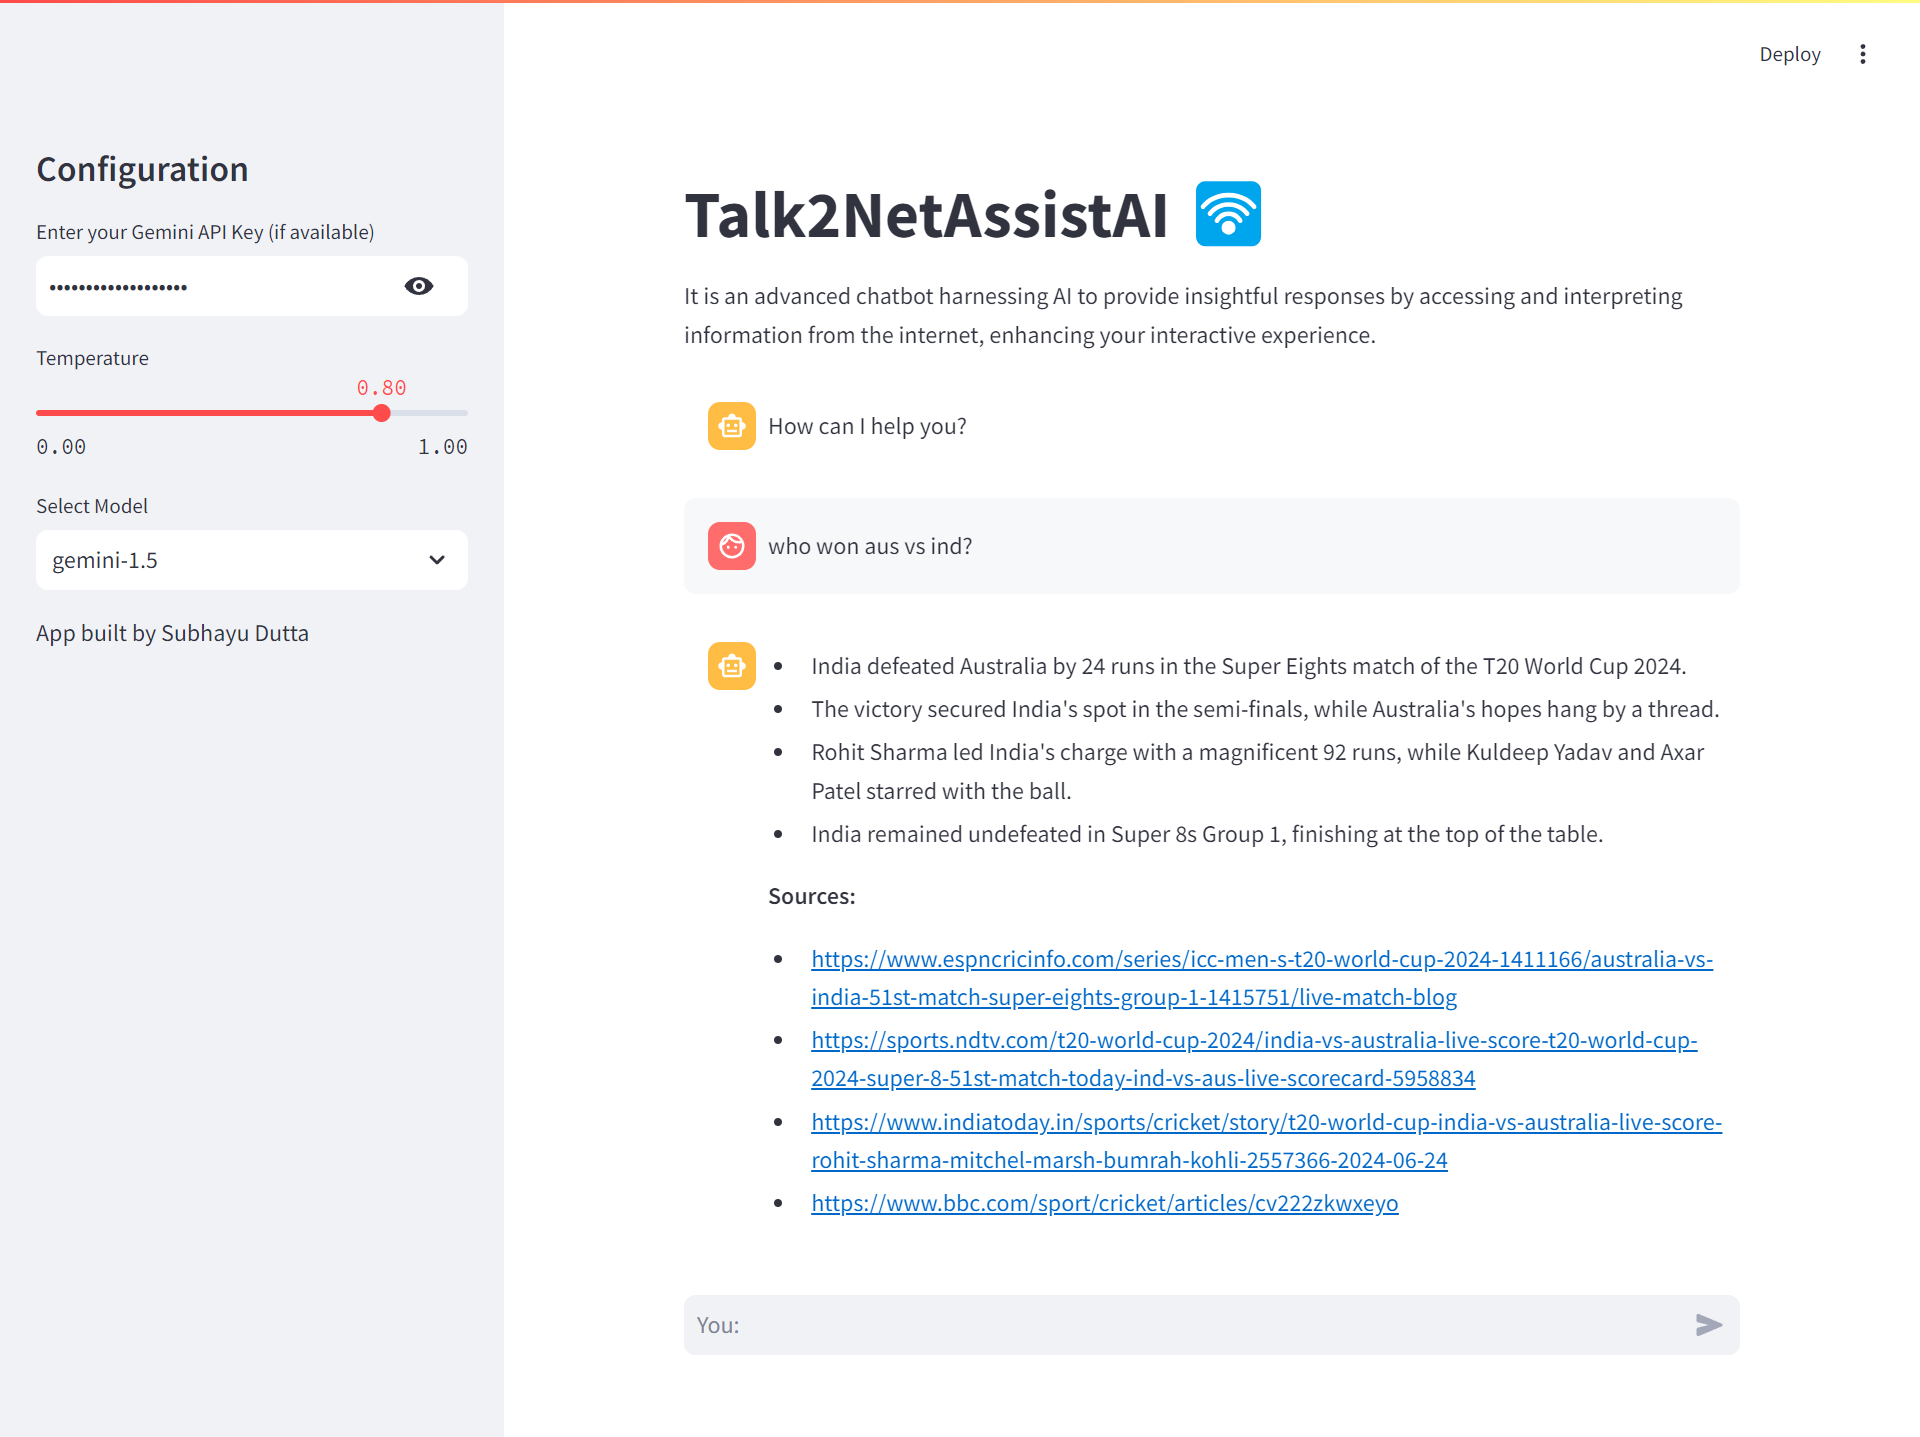 Deploy
Configuration
Enter your Gemini API Key (if available)
•••••••••••••••••••
Temperature
0.80
0.00 1.00
Select Model
gemini-1.5
App built by Subhayu Dutta
Talk2NetAssistAI
It is an advanced chatbot harnessing AI to provide insightful responses by accessing and interpreting
information from the internet, enhancing your interactive experience.
How can I help you?
who won aus vs ind?
• India defeated Australia by 24 runs in the Super Eights match of the T20 World Cup 2024.
• The victory secured India's spot in the semi-finals, while Australia's hopes hang by a thread.
• Rohit Sharma led India's charge with a magnificent 92 runs, while Kuldeep Yadav and Axar
Patel starred with the ball.
• India remained undefeated in Super 8s Group 1, finishing at the top of the table.
Sources:
• https://www.espncricinfo.com/series/icc-men-s-t20-world-cup-2024-1411166/australia-vs-
india-51st-match-super-eights-group-1-1415751/live-match-blog
• https://sports.ndtv.com/t20-world-cup-2024/india-vs-australia-live-score-t20-world-cup-
2024-super-8-51st-match-today-ind-vs-aus-live-scorecard-5958834
• https://www.indiatoday.in/sports/cricket/story/t20-world-cup-india-vs-australia-live-score-
rohit-sharma-mitchel-marsh-bumrah-kohli-2557366-2024-06-24
• https://www.bbc.com/sport/cricket/articles/cv222zkwxeyo
You: